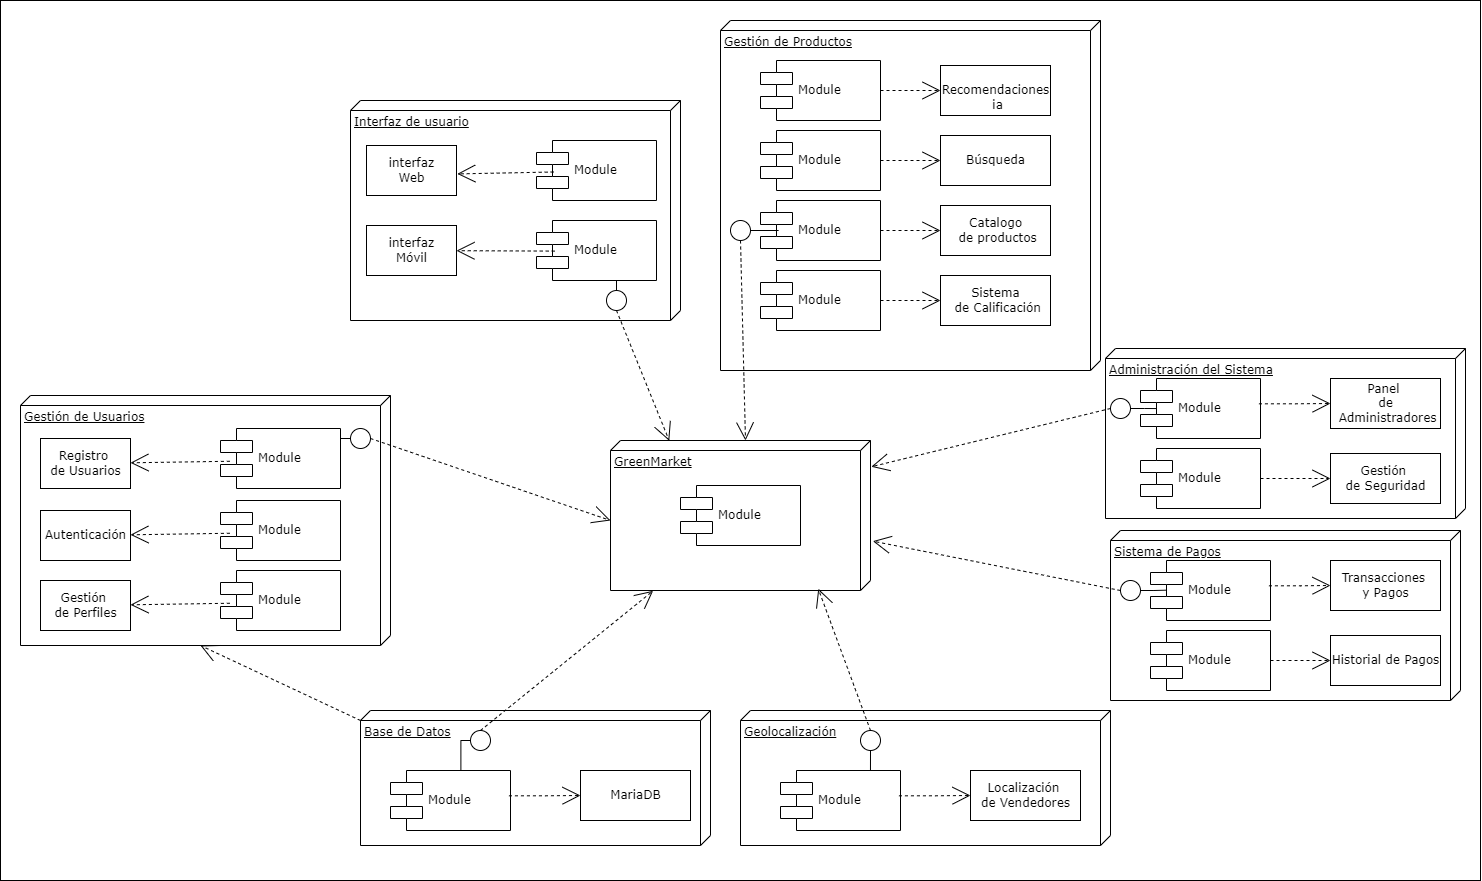 Gestión de Productos
Module
Recomendaciones
ia
Module
Búsqueda
Module
Catalogo
de productos
Module
Sistema
de Calificación
Interfaz de usuario
interfaz
Web
Module
interfaz
Móvil
Module
Administración del Sistema
Module
Panel
de
Administradores
Module
Gestión
de Seguridad
Gestión de Usuarios
Registro
de Usuarios
Module
Autenticación
Module
Gestión
de Perfiles
Module
GreenMarket
Module
Sistema de Pagos
Module
Transacciones
y Pagos
Module
Historial de Pagos
Base de Datos
Module
MariaDB
Geolocalización
Module
Localización
de Vendedores